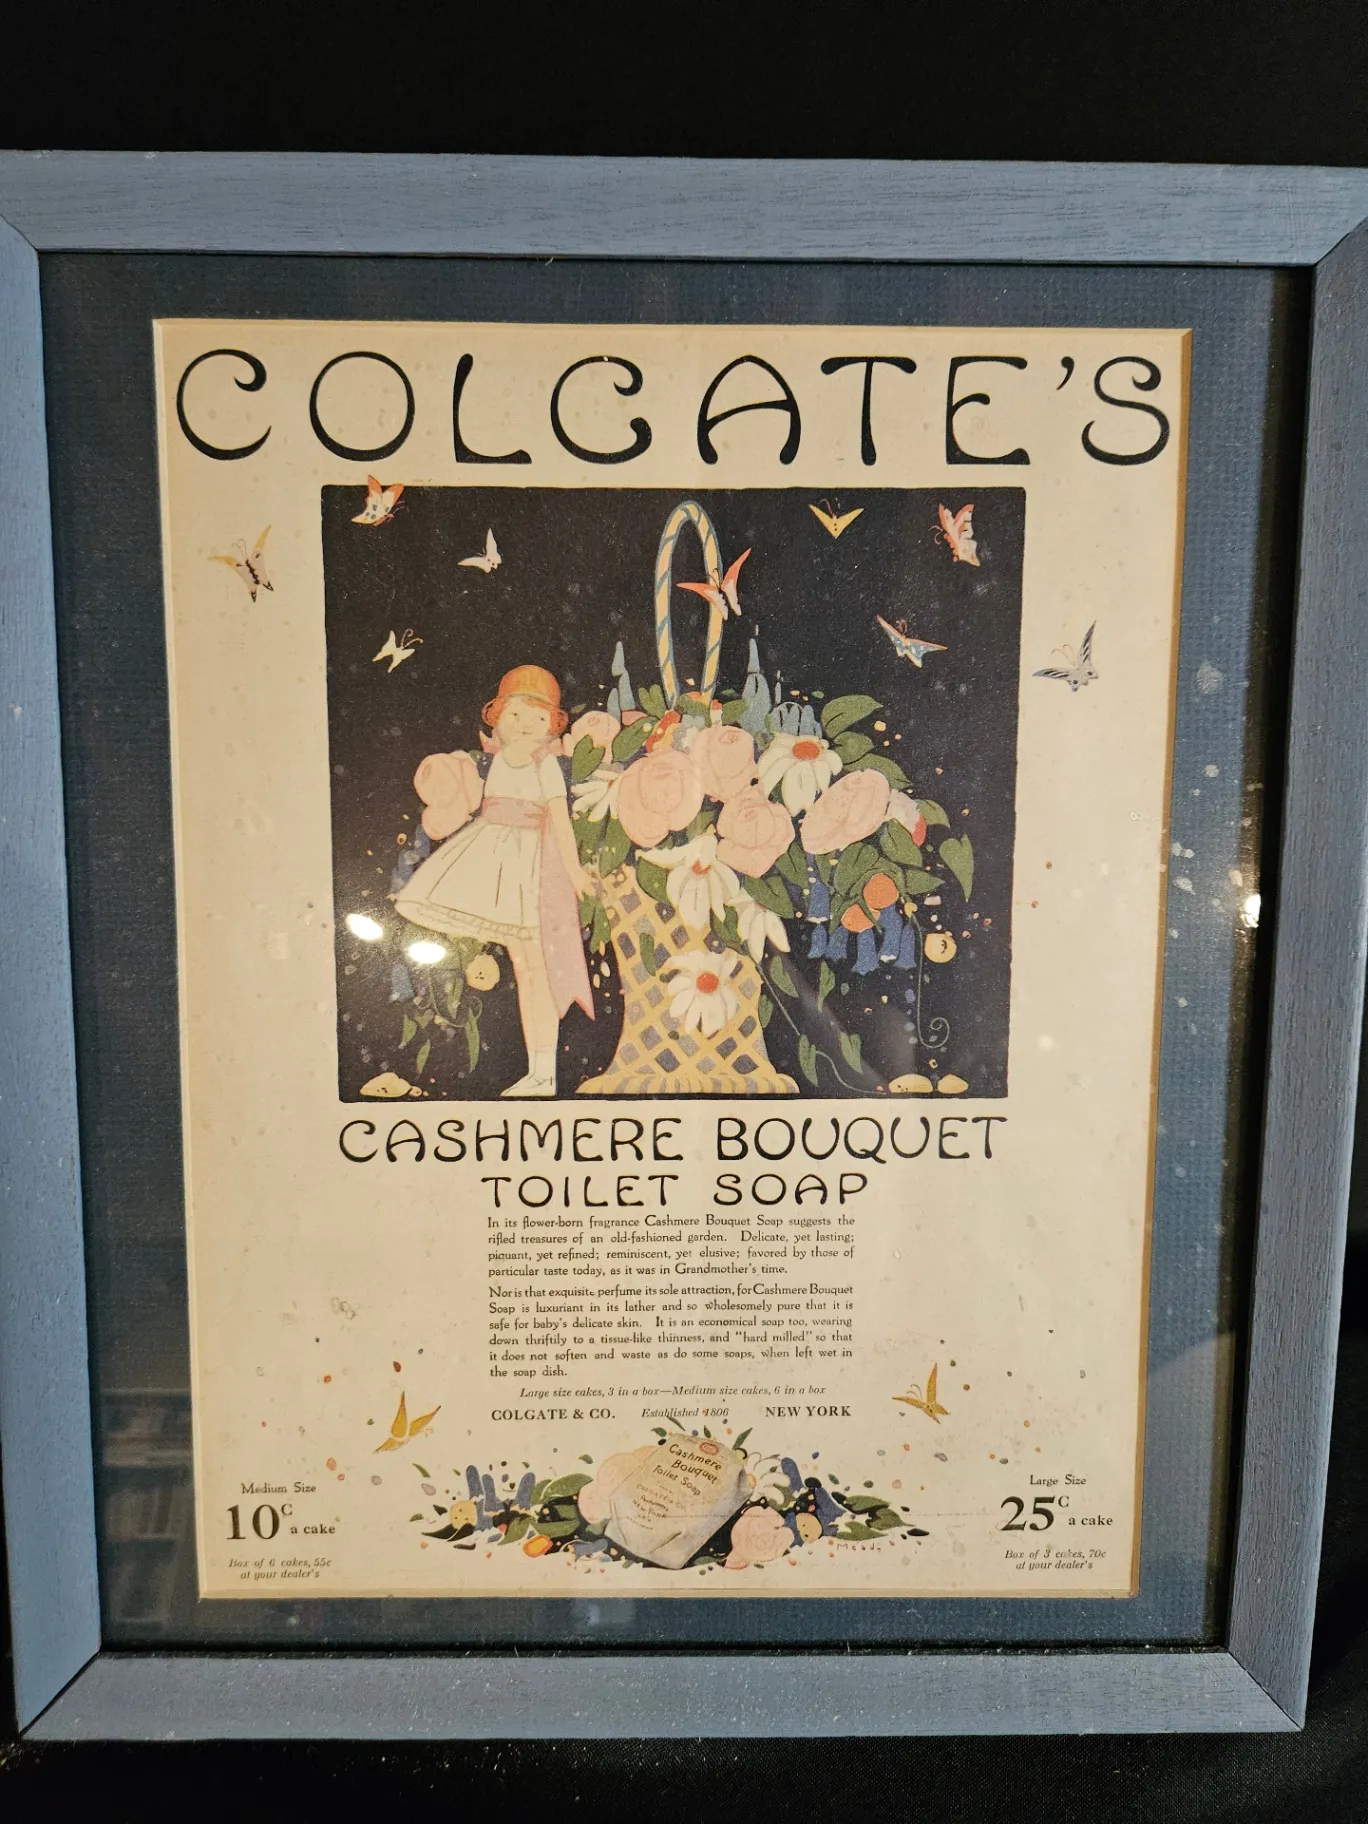 COLGATE'S
CASHMERE BOUQUET
TOILET SOAP
In its flower-born fragrance Cashmere Bouquet Soap suggests the
rifled treasures of an old-fashioned garden. Delicate, yet lasting;
piquant, yet refined; reminiscent, yet elusive; favored by those of
particular taste today, as it was in Grandmother's time.
Nor is that exquisite perfume its sole attraction, for Cashmere Bouquet
Soap is luxuriant in its lather and so wholesomely pure that it is
safe for baby's delicate skin. It is an economical soap too, wearing
down thriftily to a tissue-like thinness, and "hard milled" so that
it does not soften and waste as do some soaps, when left wet in
the soap dish.
Large size cakes, 3 in a box—Medium size cakes, 6 in a box
COLGATE & CO. Established 1806 NEW YORK
Cashmere
Bouquet
Toilet Soap
COLGATE & CO.
NEW YORK
Medium Size
10c a cake
Box of 6 cakes, 55c
at your dealer's
Large Size
25c a cake
Box of 3 cakes, 70c
at your dealer's